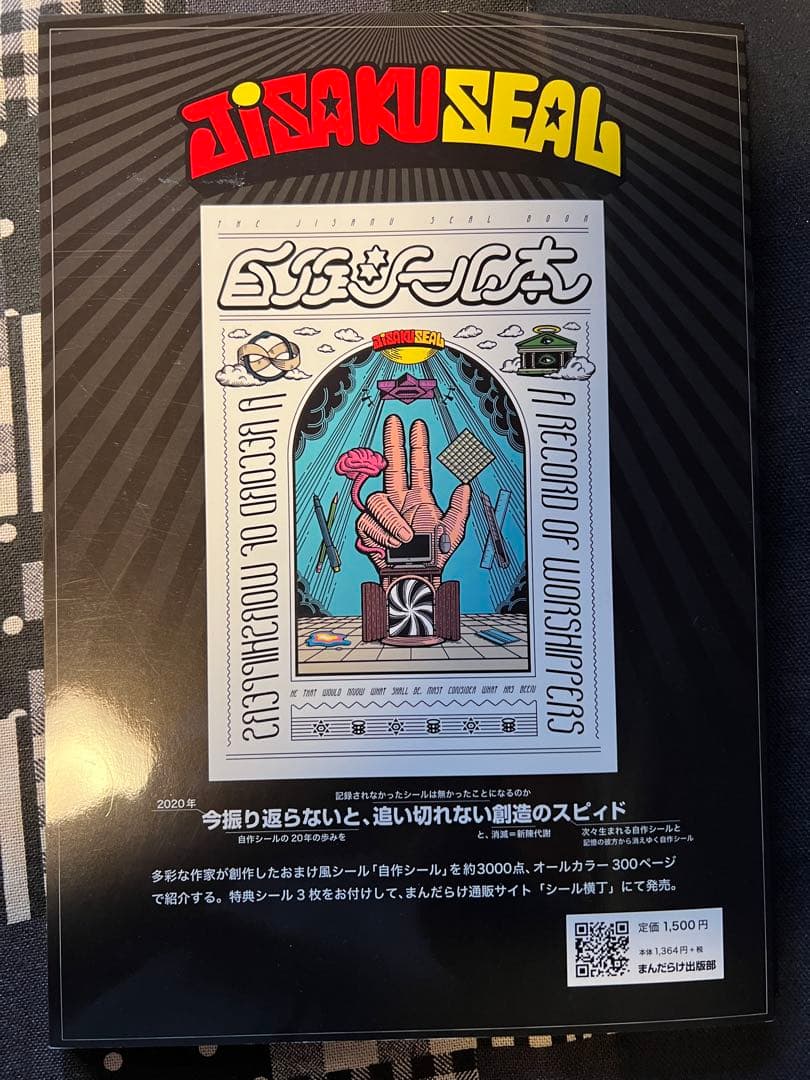 JISAKUSEAL
THE JISAKU SEAL BOOK
自作シール本
JISAKUSEAL
A RECORD OF WORSHIPPERS
A RECORD OF WORSHIPPERS
HE THAT WOULD KNOW WHAT SHALL BE, MAST CONSIDER WHAT HAS BEEN
記録されなかったシールは無かったことになるのか
2020年
今振り返らないと、追い切れない創造のスピィド
自作シールの20年の歩みを
と、消滅=新陳代謝
次々生まれる自作シールと
記憶の彼方から消えゆく自作シール
多彩な作家が創作したおまけ風シール「自作シール」を約3000点、オールカラー300ページ
で紹介する。特典シール3枚をお付けして、まんだらけ通販サイト「シール横丁」にて発売。
定価1,500円
本体1,364円+税
まんだらけ出版部